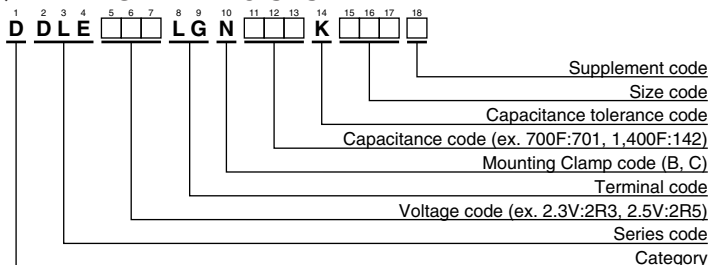 1 2 3 4 5 6 7 8 9 10 11 12 13 14 15 16 17 18
D DLE □□□ LG N □□□ K □□□ □
Supplement code
Size code
Capacitance tolerance code
Capacitance code (ex. 700F:701, 1,400F:142)
Mounting Clamp code (B, C)
Terminal code
Voltage code (ex. 2.3V:2R3, 2.5V:2R5)
Series code
Category